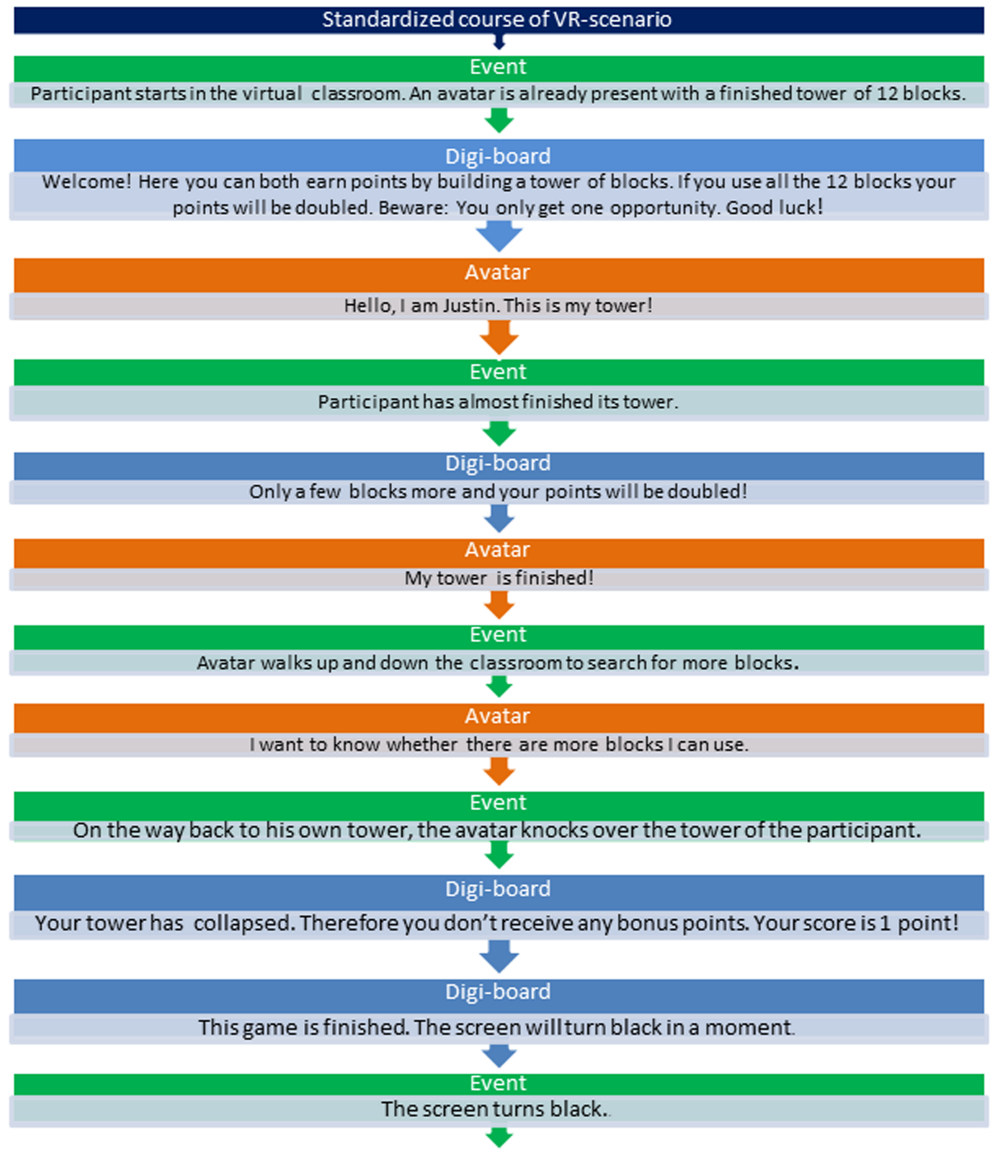 Standardized course of VR-scenario
Event
Participant starts in the virtual classroom. An avatar is already present with a finished tower of 12 blocks.
Digi-board
Welcome! Here you can both earn points by building a tower of blocks. If you use all the 12 blocks your
points will be doubled. Beware: You only get one opportunity. Good luck!
Avatar
Hello, I am Justin. This is my tower!
Event
Participant has almost finished its tower.
Digi-board
Only a few blocks more and your points will be doubled!
Avatar
My tower is finished!
Event
Avatar walks up and down the classroom to search for more blocks.
Avatar
I want to know whether there are more blocks I can use.
Event
On the way back to his own tower, the avatar knocks over the tower of the participant.
Digi-board
Your tower has collapsed. Therefore you don't receive any bonus points. Your score is 1 point!
Digi-board
This game is finished. The screen will turn black in a moment.
Event
The screen turns black..